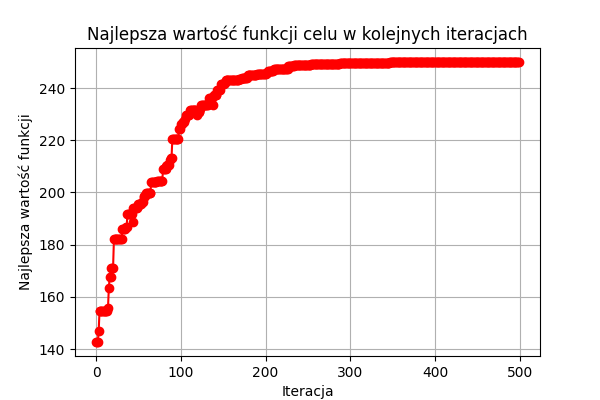 Najlepsza wartość funkcji celu w kolejnych iteracjach
Najlepsza wartość funkcji
240
220
200
180
160
140
0 100 200 300 400 500
Iteracja